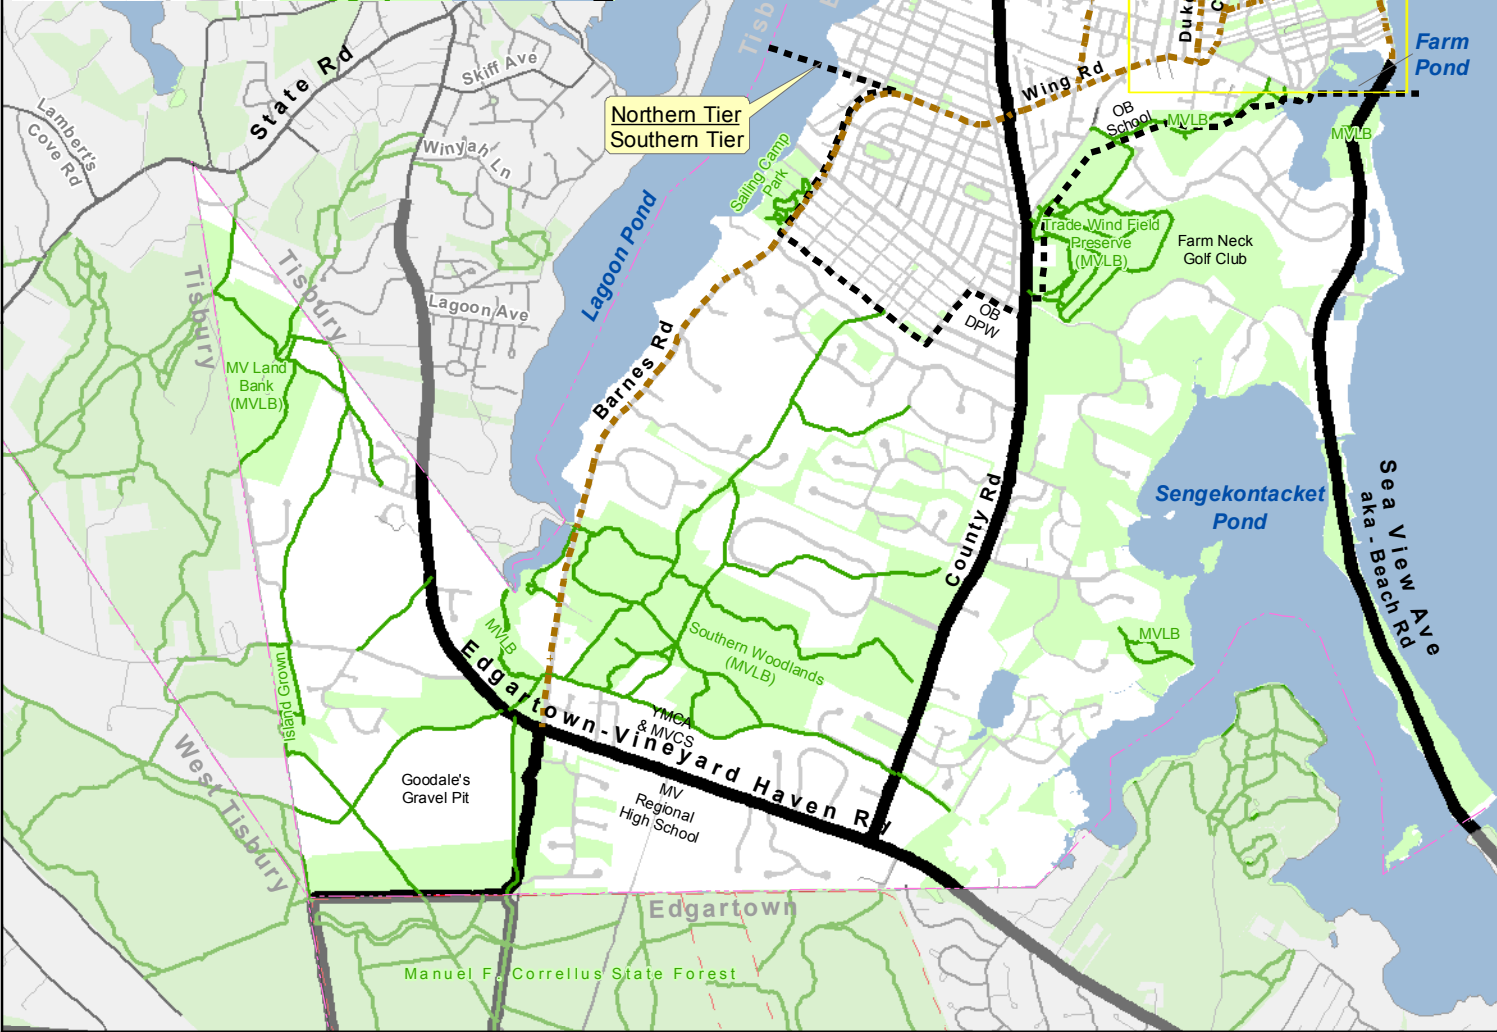 State Rd
Skiff Ave
Lambert's
Cove Rd
Winyah Ln
Northern Tier
Southern Tier
Wing Rd
Farm
Pond
OB
School
MVLB
MVLB
Sailing Camp
Park
Lagoon Pond
Trade Wind Field
Preserve
(MVLB)
Farm Neck
Golf Club
Tisbury
Tisbury
Lagoon Ave
OB
DPW
Barnes Rd
MV Land
Bank
(MVLB)
County Rd
Sengekontacket
Pond
Sea View Ave
aka - Beach Rd
MVLB
Southern Woodlands
(MVLB)
MVLB
Island Grown
Edgartown-Vineyard Haven Rd
YMCA
& MVCS
West Tisbury
Goodale's
Gravel Pit
MV
Regional
High School
Edgartown
Manuel F. Correllus State Forest